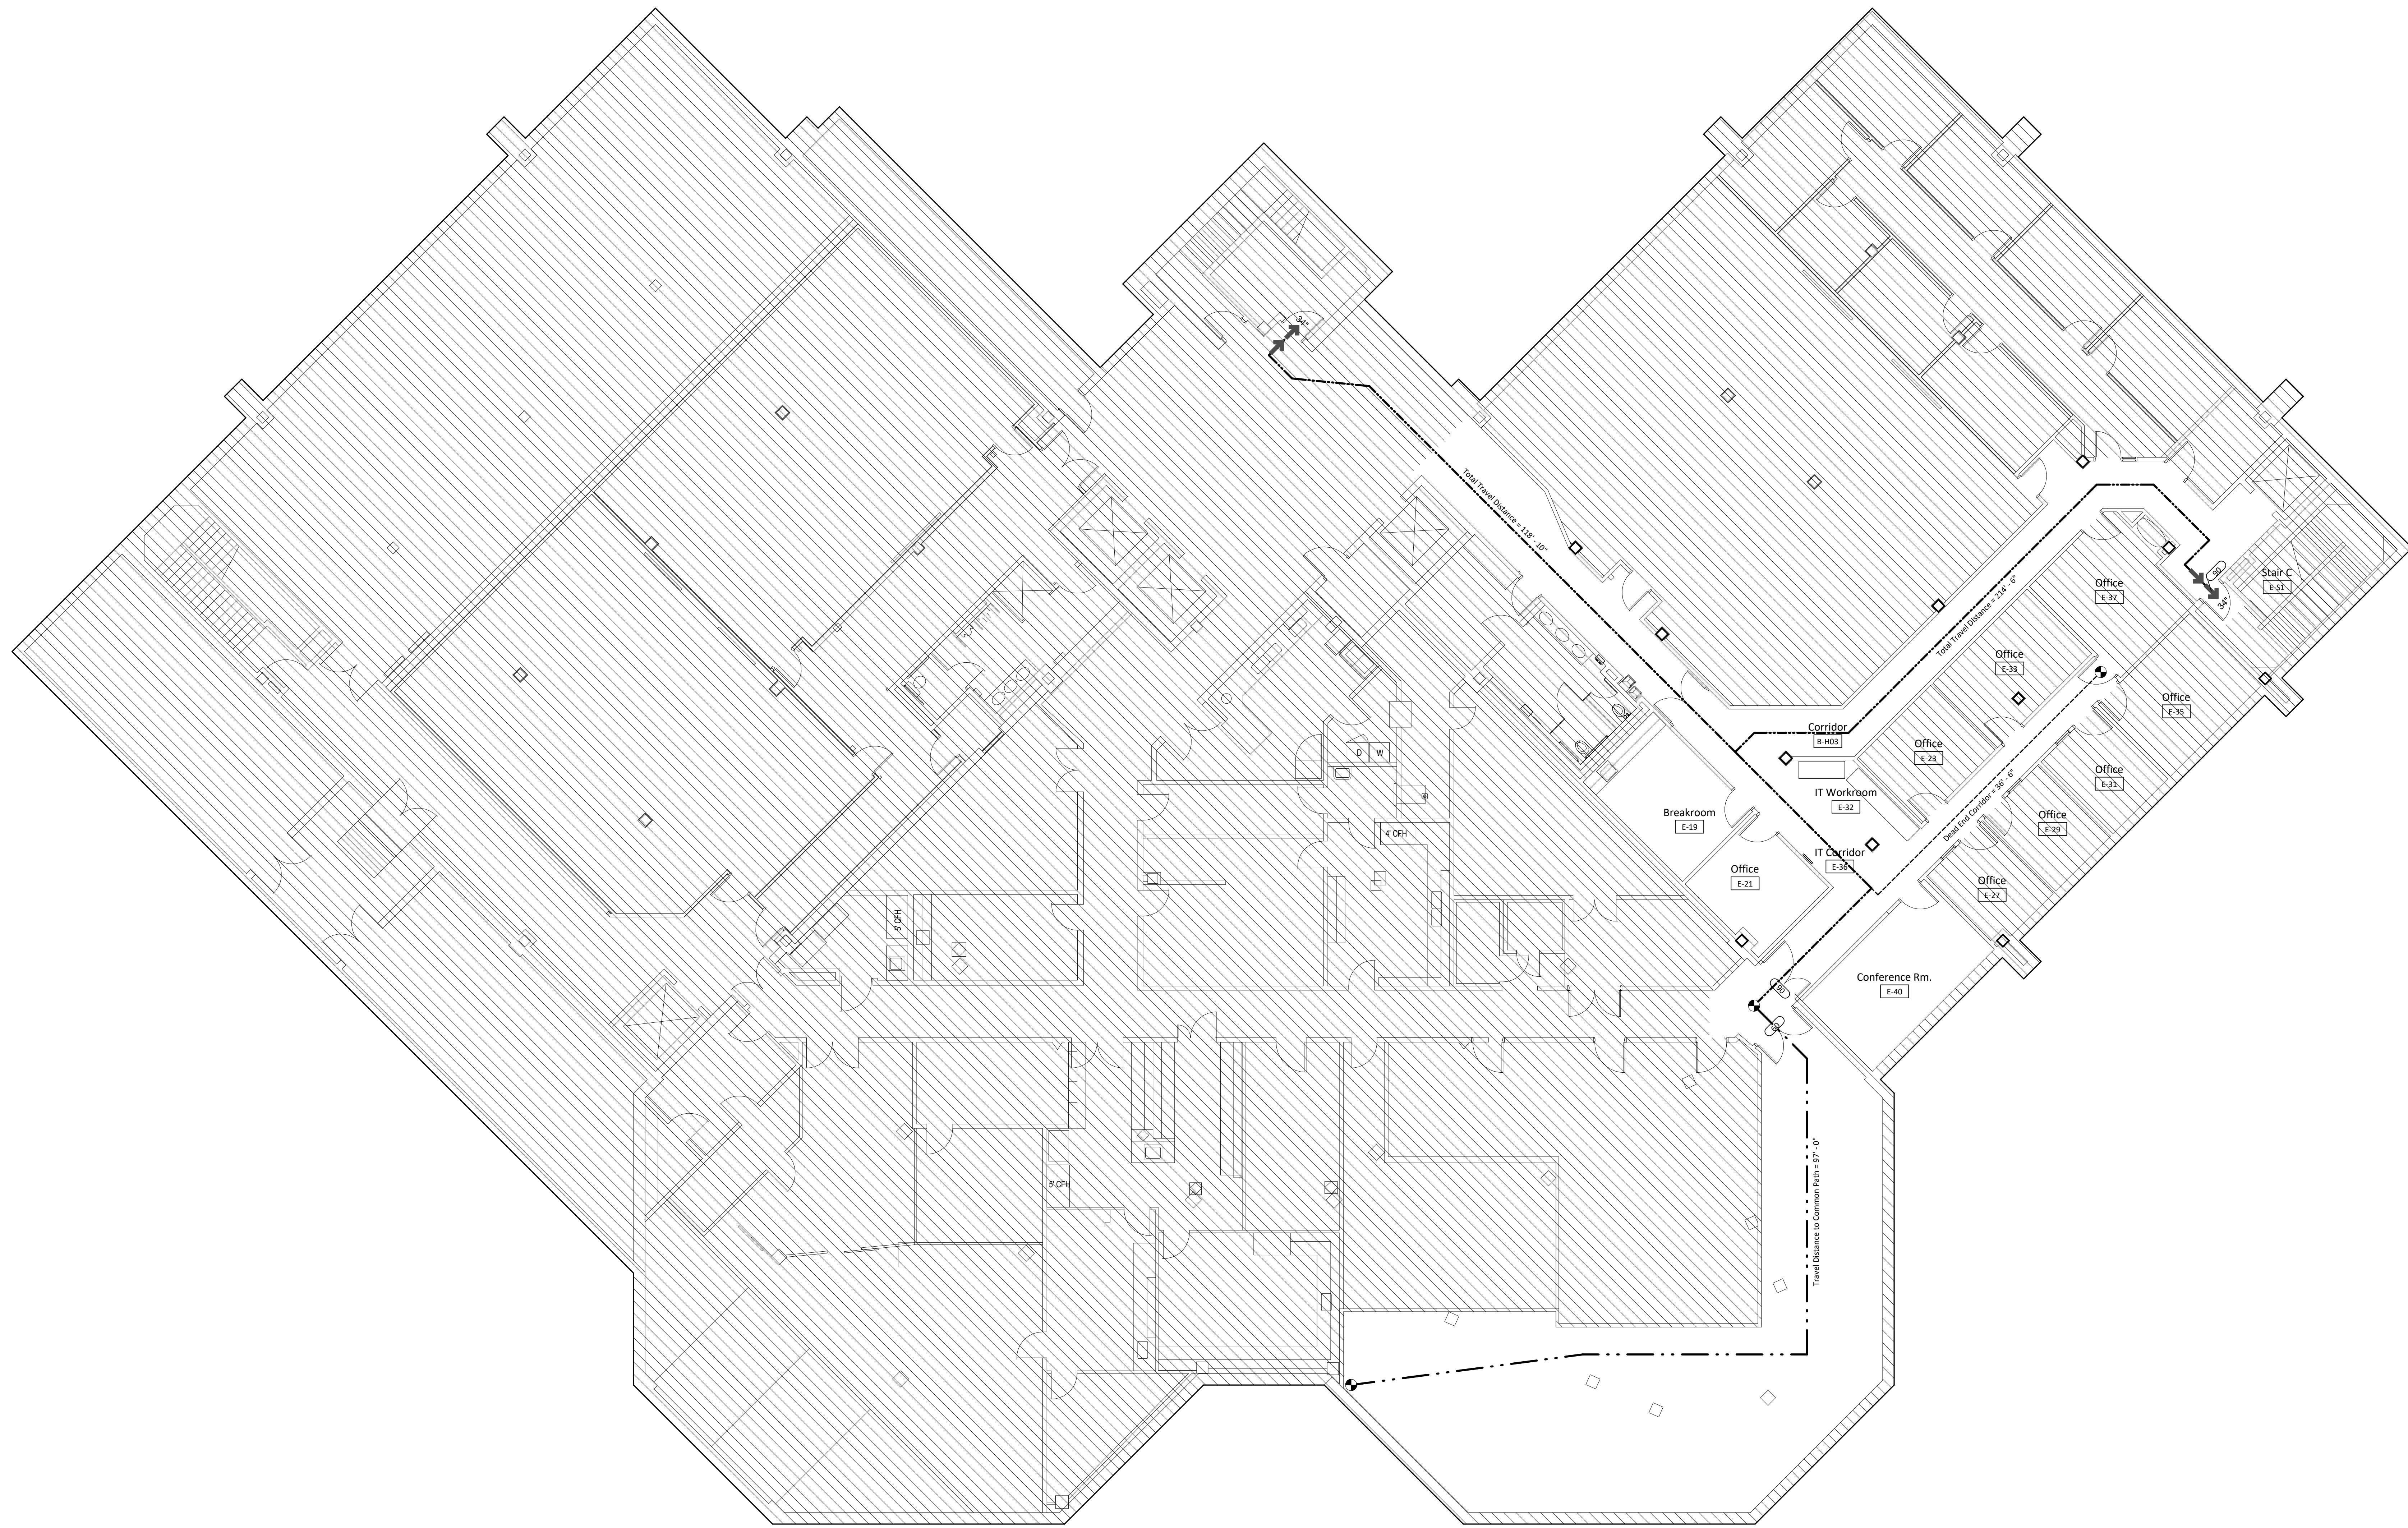 34"
Total Travel Distance = 118' - 10"
Total Travel Distance = 214' - 6"
90
34"
Stair C
E-S1
Office
E-37
Office
E-33
Office
E-35
Corridor
B-H03
Office
E-23
Office
E-31
D
W
IT Workroom
E-32
Breakroom
E-19
Office
E-29
Dead End Corridor = 36' - 6"
4' CFH
IT Corridor
E-36
Office
E-21
Office
E-27
5' CFH
Conference Rm.
E-40
90
Travel Distance to Common Path = 97' - 0"
5' CFH